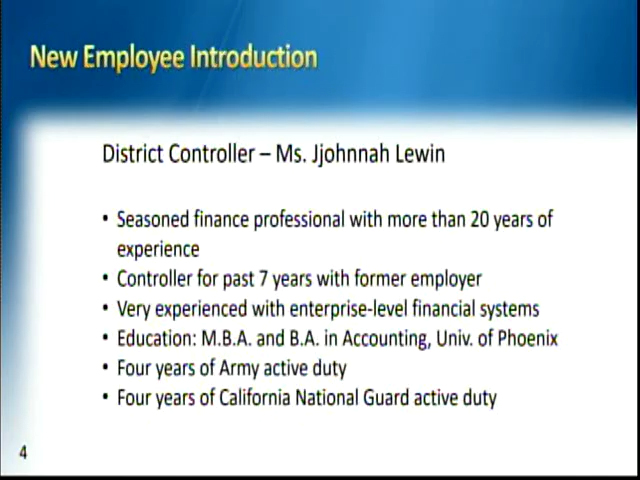 New Employee Introduction
District Controller – Ms. Jjohnnah Lewin
• Seasoned finance professional with more than 20 years of
experience
• Controller for past 7 years with former employer
• Very experienced with enterprise-level financial systems
• Education: M.B.A. and B.A. in Accounting, Univ. of Phoenix
• Four years of Army active duty
• Four years of California National Guard active duty
4